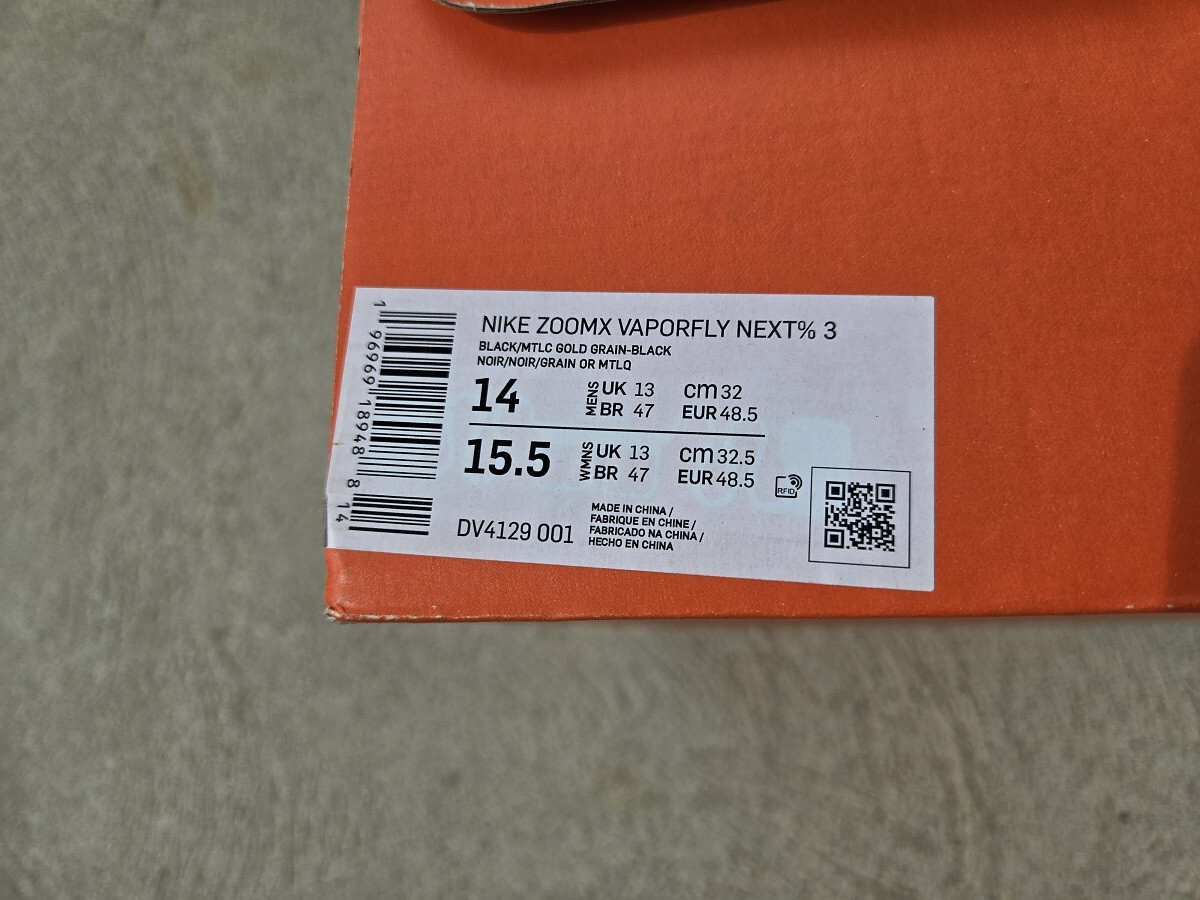 NIKE ZOOMX VAPORFLY NEXT% 3
BLACK/MTLC GOLD GRAIN-BLACK
NOIR/NOIR/GRAIN OR MTLQ
14 MENS UK 13 cm 32
BR 47 EUR 48.5
15.5 WMNS UK 13 cm 32.5
BR 47 EUR 48.5
RFID
DV4129 001
MADE IN CHINA /
FABRIQUE EN CHINE /
FABRICADO NA CHINA /
HECHO EN CHINA
1 96969 18948 8 14